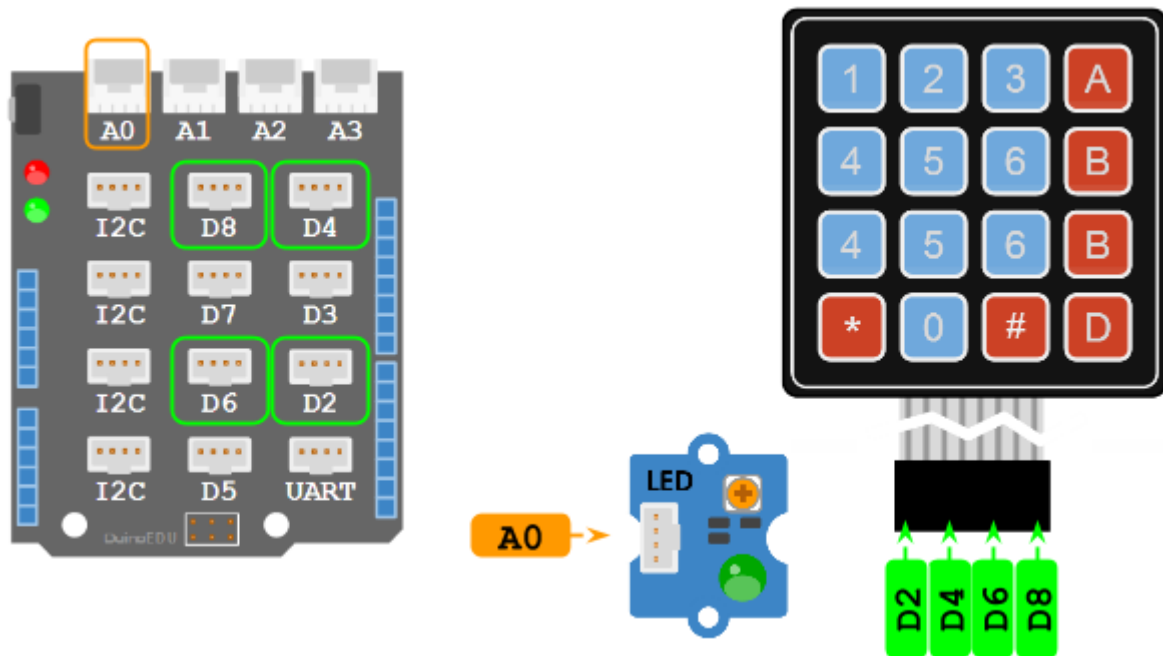 A0 A1 A2 A3
I2C D8 D4
I2C D7 D3
I2C D6 D2
I2C D5 UART
DuinoEDU
1 2 3 A
4 5 6 B
4 5 6 B
* 0 # D
LED
A0
D2 D4 D6 D8